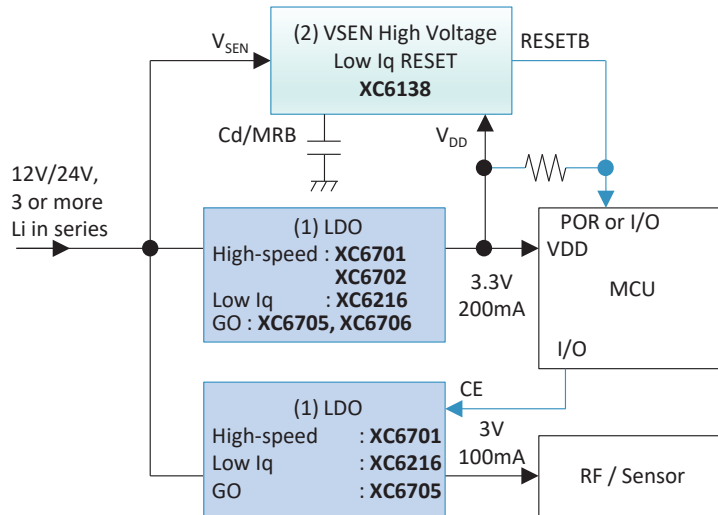 (2) VSEN High Voltage
Low Iq RESET
XC6138
VSEN
RESETB
Cd/MRB
VDD
12V/24V,
3 or more
Li in series
(1) LDO
High-speed : XC6701
XC6702
Low Iq : XC6216
GO : XC6705, XC6706
3.3V
200mA
POR or I/O
VDD
MCU
I/O
CE
(1) LDO
High-speed : XC6701
Low Iq : XC6216
GO : XC6705
3V
100mA
RF / Sensor